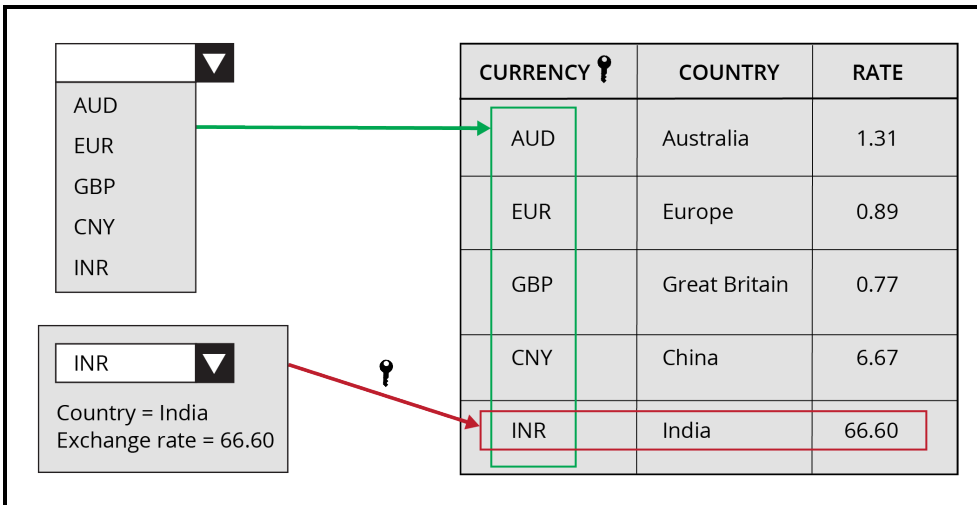 AUD
EUR
GBP
CNY
INR
INR
Country = India
Exchange rate = 66.60
CURRENCY COUNTRY RATE
AUD Australia 1.31
EUR Europe 0.89
GBP Great Britain 0.77
CNY China 6.67
INR India 66.60